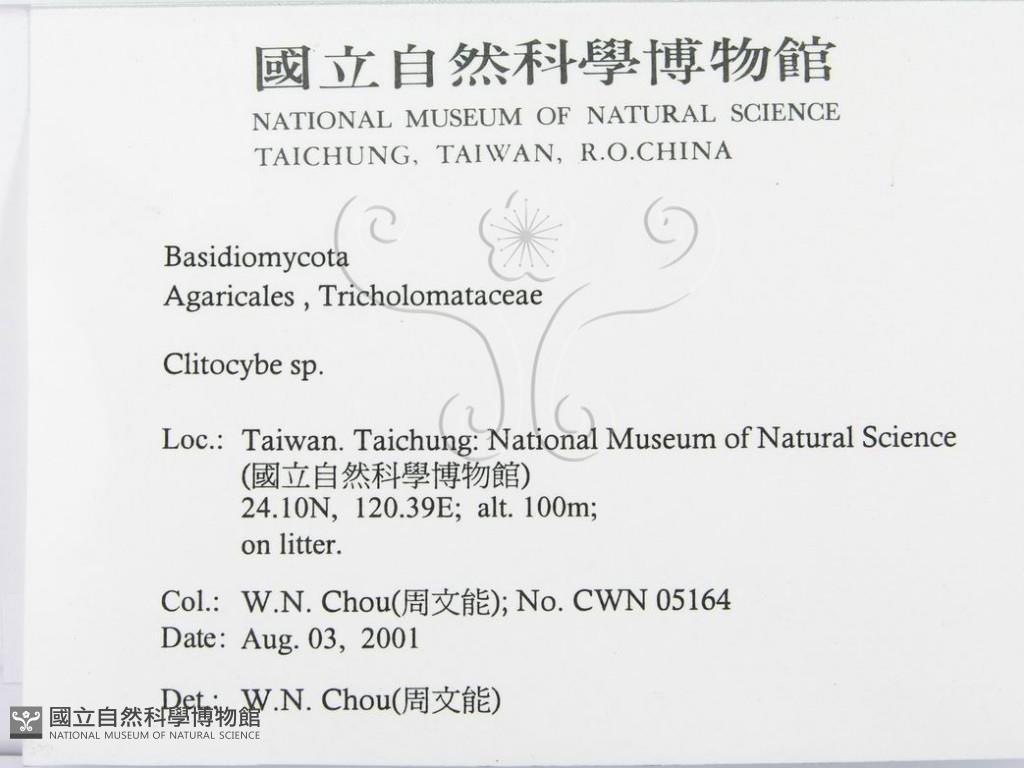 國立自然科學博物館
NATIONAL MUSEUM OF NATURAL SCIENCE
TAICHUNG, TAIWAN, R.O.CHINA
Basidiomycota
Agaricales , Tricholomataceae
Clitocybe sp.
Loc.: Taiwan. Taichung: National Museum of Natural Science
(國立自然科學博物館)
24.10N, 120.39E; alt. 100m;
on litter.
Col.: W.N. Chou(周文能); No. CWN 05164
Date: Aug. 03, 2001
Det.: W.N. Chou(周文能)
國立自然科學博物館
NATIONAL MUSEUM OF NATURAL SCIENCE